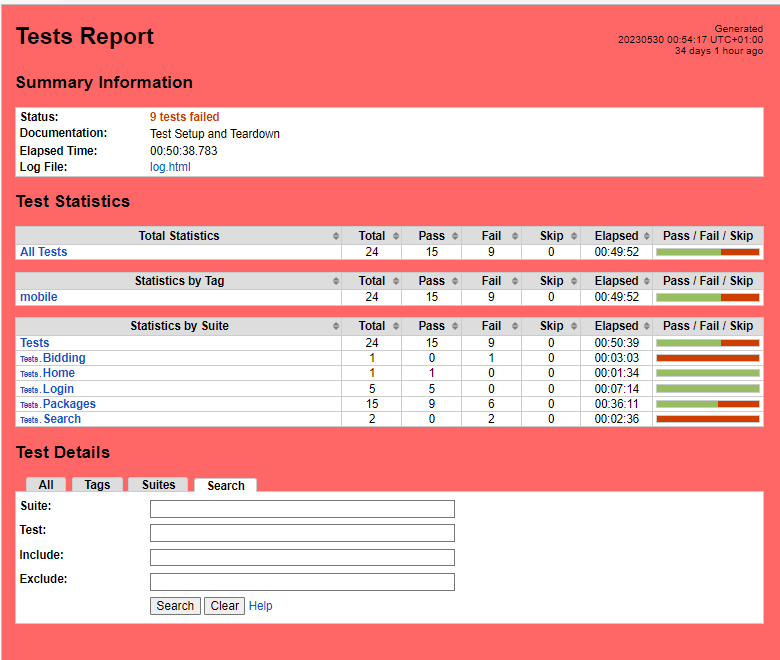 Tests Report
Generated
20230530 00:54:17 UTC+01:00
34 days 1 hour ago
Summary Information
Status: 9 tests failed
Documentation: Test Setup and Teardown
Elapsed Time: 00:50:38.783
Log File: log.html
Test Statistics
Total Statistics Total Pass Fail Skip Elapsed Pass / Fail / Skip
All Tests 24 15 9 0 00:49:52
Statistics by Tag Total Pass Fail Skip Elapsed Pass / Fail / Skip
mobile 24 15 9 0 00:49:52
Statistics by Suite Total Pass Fail Skip Elapsed Pass / Fail / Skip
Tests 24 15 9 0 00:50:39
Tests . Bidding 1 0 1 0 00:03:03
Tests . Home 1 1 0 0 00:01:34
Tests . Login 5 5 0 0 00:07:14
Tests . Packages 15 9 6 0 00:36:11
Tests . Search 2 0 2 0 00:02:36
Test Details
All Tags Suites Search
Suite:
Test:
Include:
Exclude:
Search Clear Help